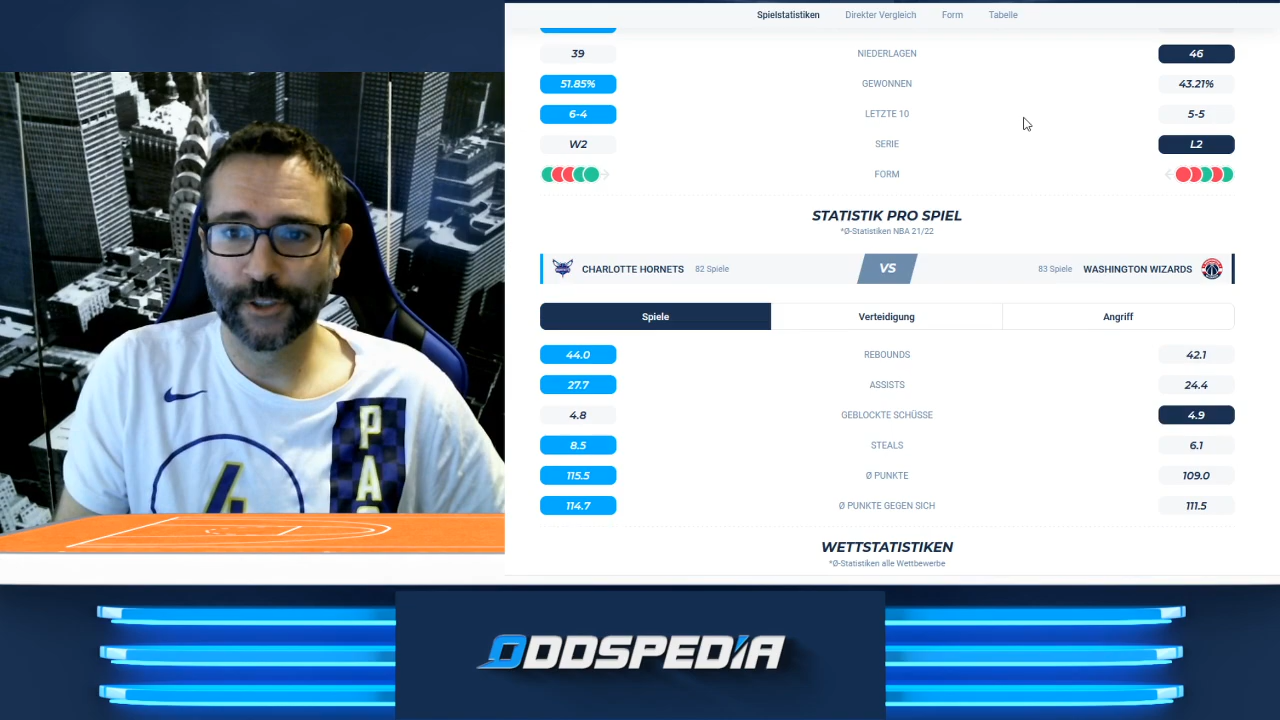 Spielstatistiken Direkter Vergleich Form Tabelle
39 NIEDERLAGEN 46
51.85% GEWONNEN 43.21%
6-4 LETZTE 10 5-5
W2 SERIE L2
FORM
STATISTIK PRO SPIEL
*Ø-Statistiken NBA 21/22
CHARLOTTE HORNETS 82 Spiele VS 83 Spiele WASHINGTON WIZARDS
Spiele Verteidigung Angriff
44.0 REBOUNDS 42.1
27.7 ASSISTS 24.4
4.8 GEBLOCKTE SCHÜSSE 4.9
8.5 STEALS 6.1
115.5 Ø PUNKTE 109.0
114.7 Ø PUNKTE GEGEN SICH 111.5
WETTSTATISTIKEN
*Ø-Statistiken alle Wettbewerbe
PAC
4
ODDSPEDIA